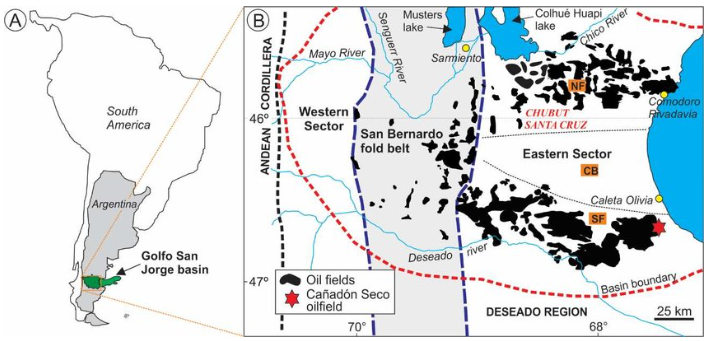 A
South
America
Argentina
Golfo San
Jorge basin
B
Musters
lake
Colhué Huapi
lake
Senguerr River
Chico River
Mayo River
Sarmiento
ANDEAN CORDILLERA
Western
Sector
NF
Comodoro
Rivadavia
46°
CHUBUT
SANTA CRUZ
San Bernardo
fold belt
Eastern Sector
CB
Caleta Olivia
SF
Deseado river
47°
Oil fields
Cañadón Seco
oilfield
Basin boundary
25 km
DESEADO REGION
70°
68°